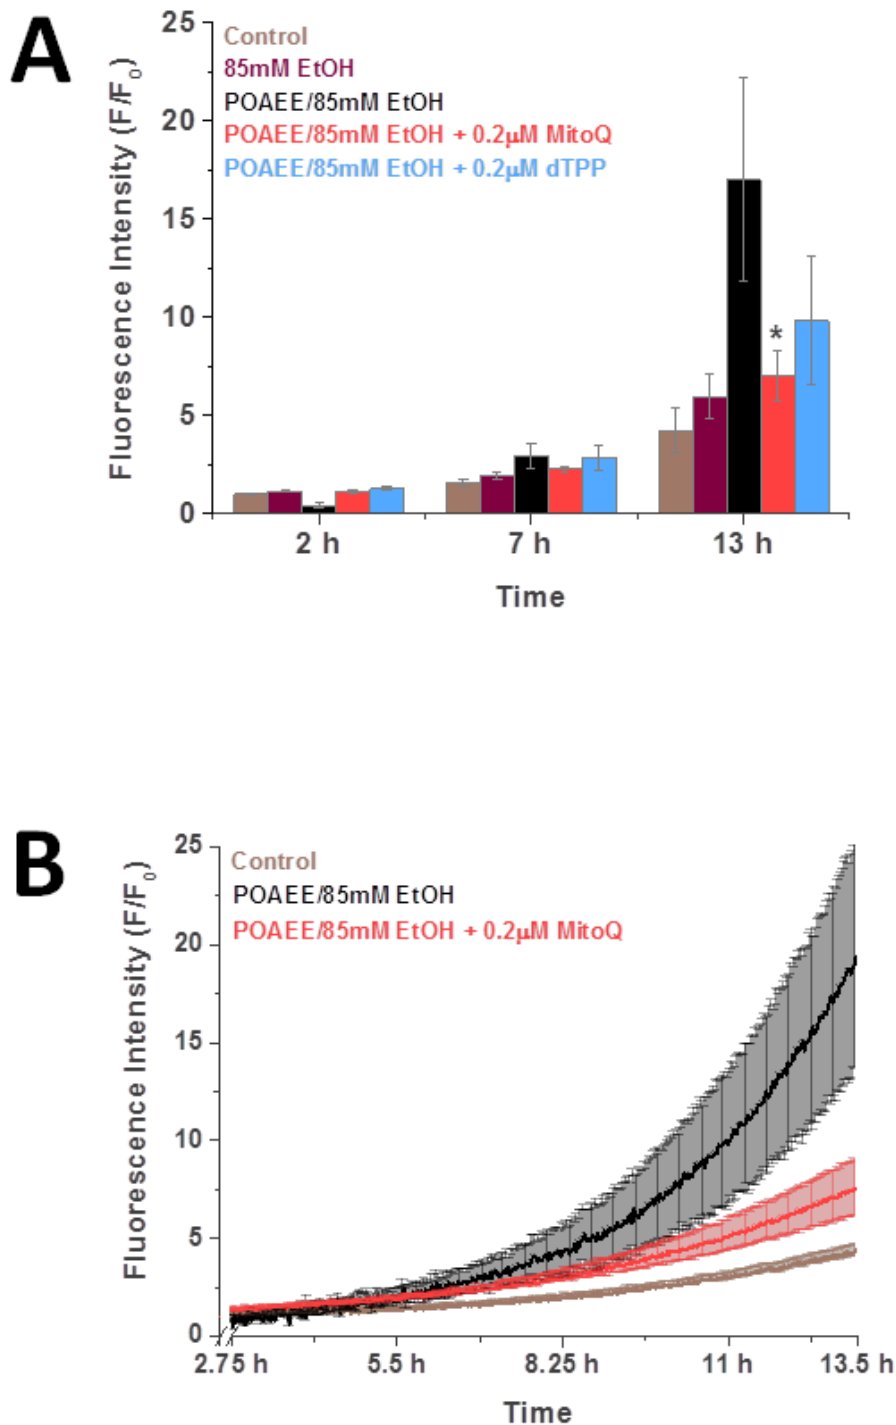 A
Fluorescence Intensity (F/F₀)
25
20
15
10
5
0
Control
85mM EtOH
POAEE/85mM EtOH
POAEE/85mM EtOH + 0.2μM MitoQ
POAEE/85mM EtOH + 0.2μM dTPP
*
2 h 7 h 13 h
Time
B
Fluorescence Intensity (F/F₀)
25
20
15
10
5
0
Control
POAEE/85mM EtOH
POAEE/85mM EtOH + 0.2μM MitoQ
2.75 h 5.5 h 8.25 h 11 h 13.5 h
Time